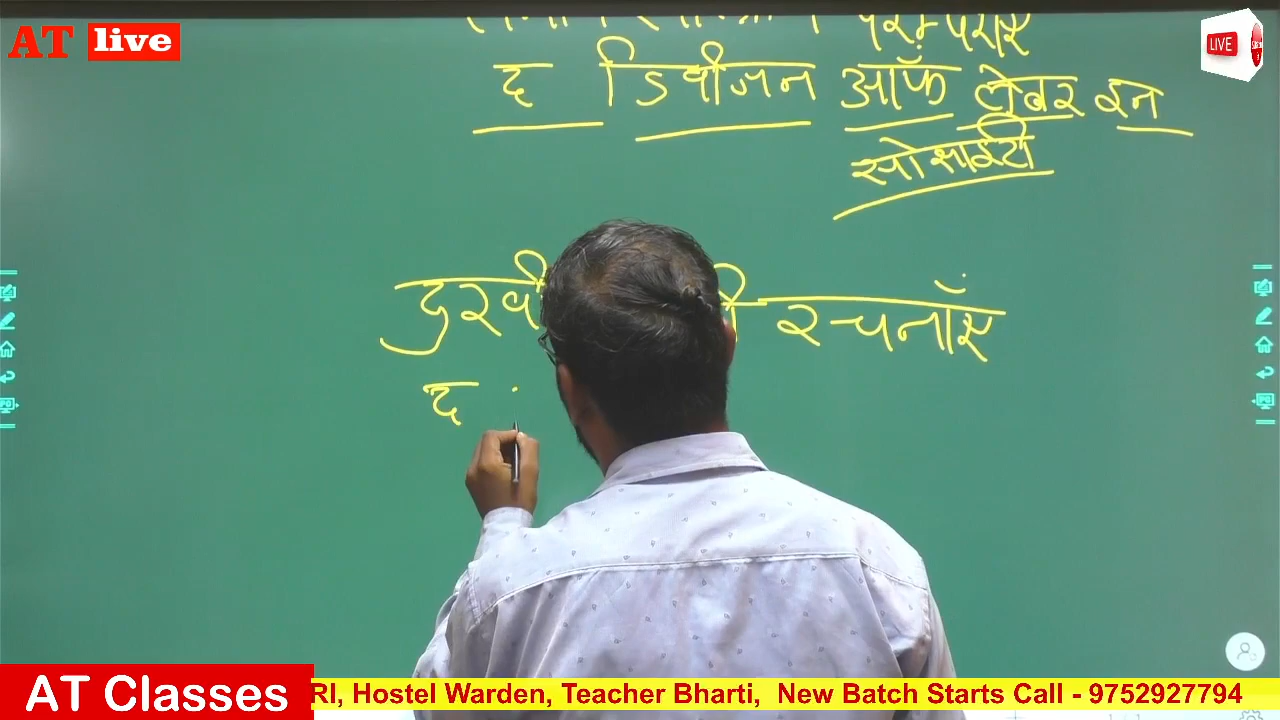 AT live
LIVE
परम्पराएं
द डिवीजन ऑफ लेबर इन
सोसाइटी
दुरखी की रचनाएँ
द
AT Classes
RI, Hostel Warden, Teacher Bharti, New Batch Starts Call - 9752927794